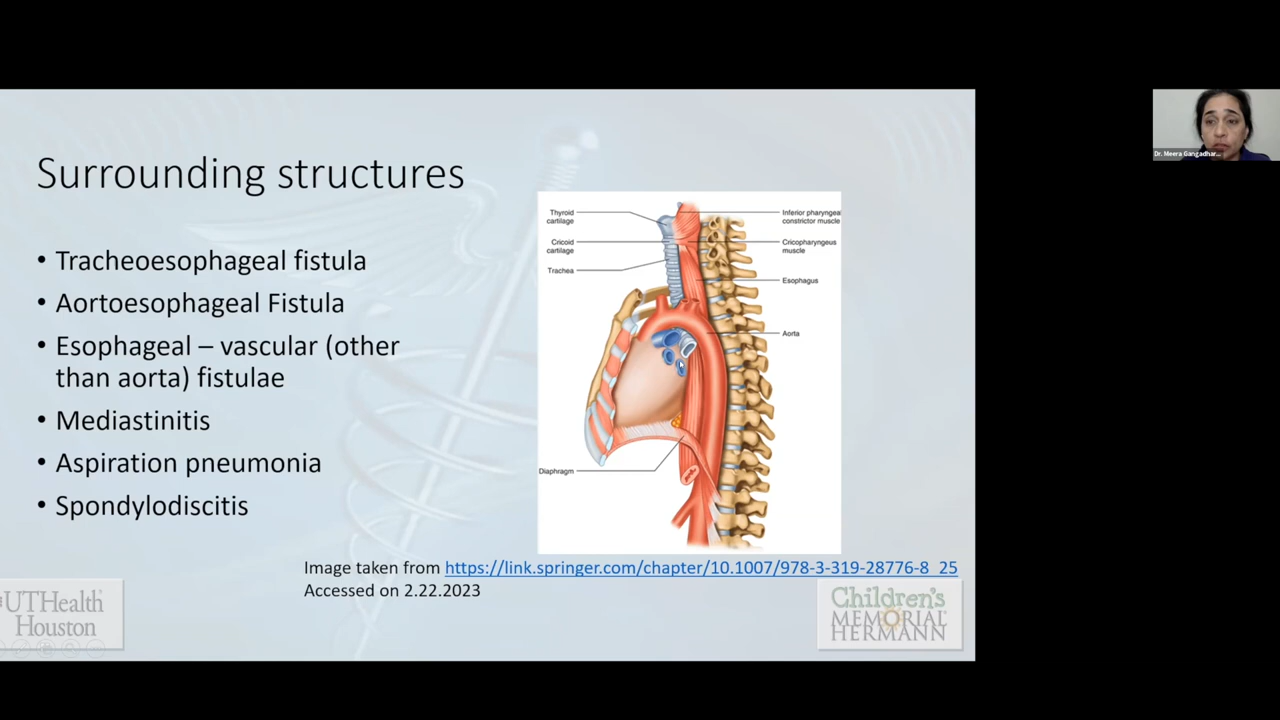 Dr. Meera Gangadhar...
Surrounding structures
• Tracheoesophageal fistula
• Aortoesophageal Fistula
• Esophageal – vascular (other
than aorta) fistulae
• Mediastinitis
• Aspiration pneumonia
• Spondylodiscitis
Thyroid
cartilage
Cricoid
cartilage
Trachea
Diaphragm
Inferior pharyngeal
constrictor muscle
Cricopharyngeus
muscle
Esophagus
Aorta
Image taken from https://link.springer.com/chapter/10.1007/978-3-319-28776-8_25
Accessed on 2.22.2023
UTHealth
Houston
Children's
MEMORIAL
HERMANN